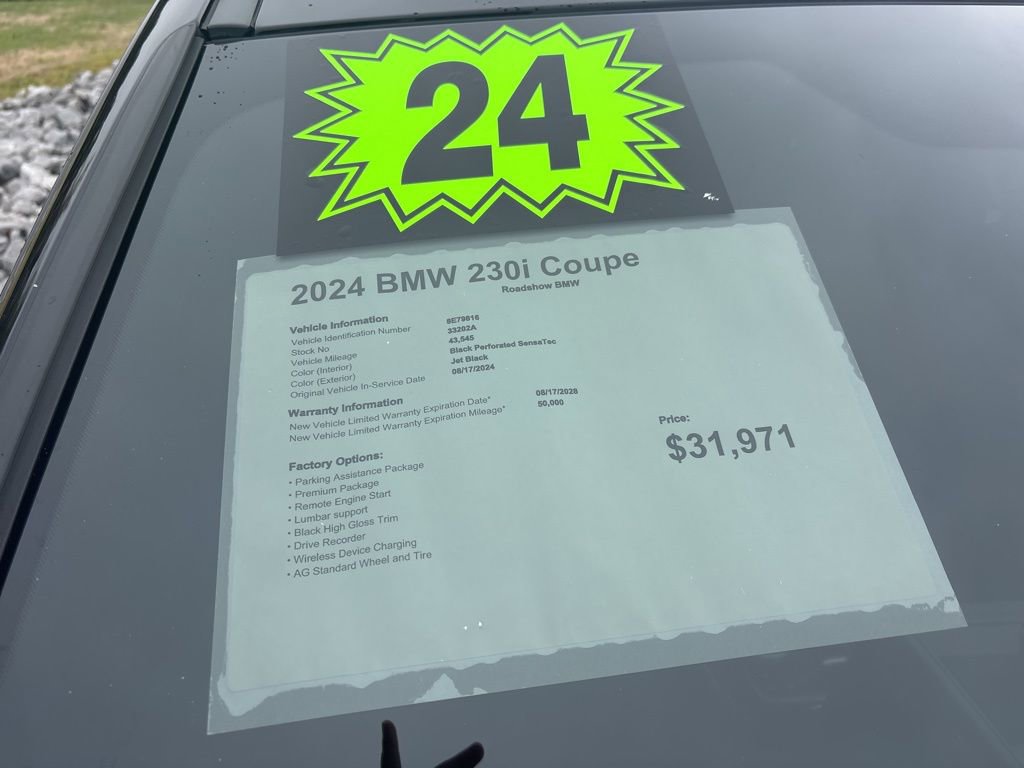 24
2024 BMW 230i Coupe
Roadshow BMW
Vehicle Information
Vehicle Identification Number 8E79816
Stock No 33202A
Vehicle Mileage 43,545
Color (Interior) Black Perforated SensaTec
Color (Exterior) Jet Black
Original Vehicle In-Service Date 08/17/2024
Warranty Information
New Vehicle Limited Warranty Expiration Date* 08/17/2028
New Vehicle Limited Warranty Expiration Mileage* 50,000
Price:
$31,971
Factory Options:
• Parking Assistance Package
• Premium Package
• Remote Engine Start
• Lumbar support
• Black High Gloss Trim
• Drive Recorder
• Wireless Device Charging
• AG Standard Wheel and Tire